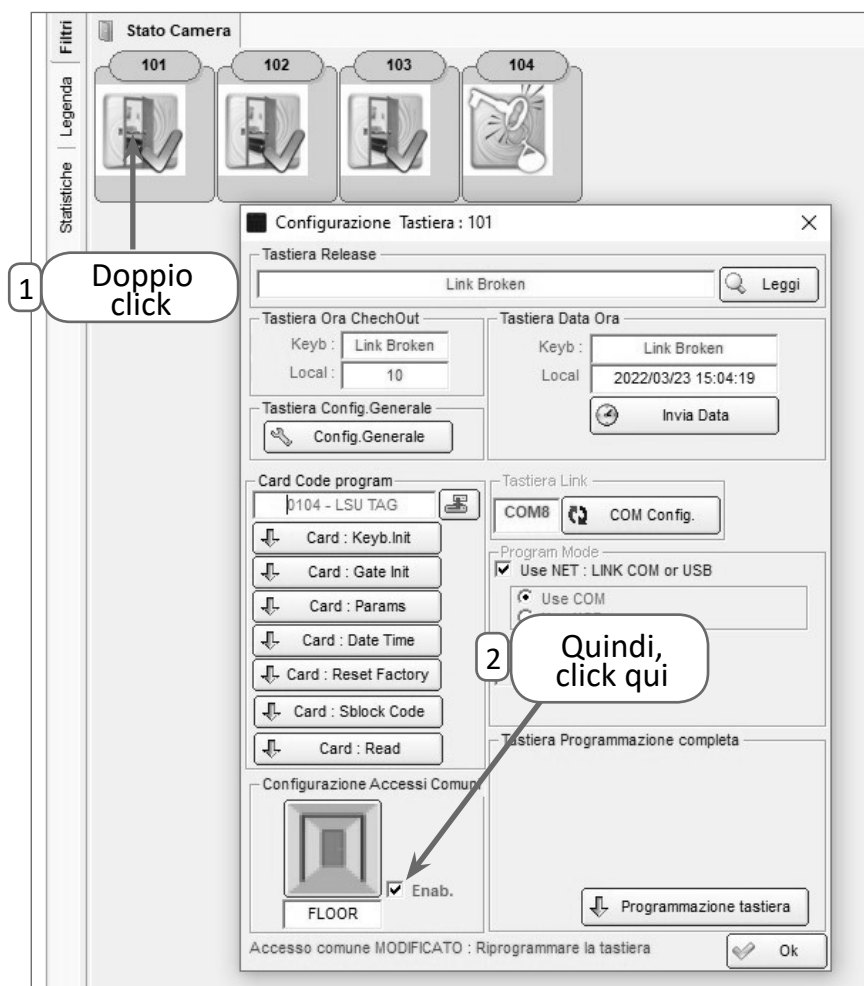 Filtri
Legenda
Statistiche
Stato Camera
101
102
103
104
1
Doppio
click
Configurazione Tastiera : 101
Tastiera Release
Link Broken
Leggi
Tastiera Ora ChechOut
Keyb :
Link Broken
Local :
10
Tastiera Data Ora
Keyb :
Link Broken
Local
2022/03/23 15:04:19
Invia Data
Tastiera Config.Generale
Config.Generale
Card Code program
0104 - LSU TAG
Card : Keyb.Init
Card : Gate Init
Card : Params
Card : Date Time
Card : Reset Factory
Card : Sblock Code
Card : Read
Tastiera Link
COM8
COM Config.
Program Mode
Use NET : LINK COM or USB
Use COM
2
Quindi,
click qui
Configurazione Accessi Comuni
FLOOR
Enab.
Tastiera Programmazione completa
Programmazione tastiera
Accesso comune MODIFICATO : Riprogrammare la tastiera
Ok